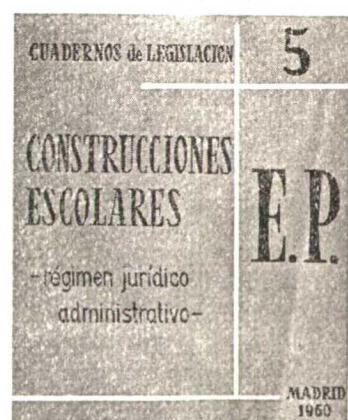 CUADERNOS de LEGISLACION
5
CONSTRUCCIONES
ESCOLARES
-régimen jurídico
administrativo-
E.P.
MADRID
1960